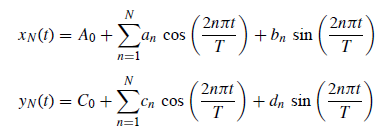 x_N(t) = A_0 + \sum_{n=1}^{N} a_n \cos \left( \frac{2n\pi t}{T} \right) + b_n \sin \left( \frac{2n\pi t}{T} \right)
y_N(t) = C_0 + \sum_{n=1}^{N} c_n \cos \left( \frac{2n\pi t}{T} \right) + d_n \sin \left( \frac{2n\pi t}{T} \right)